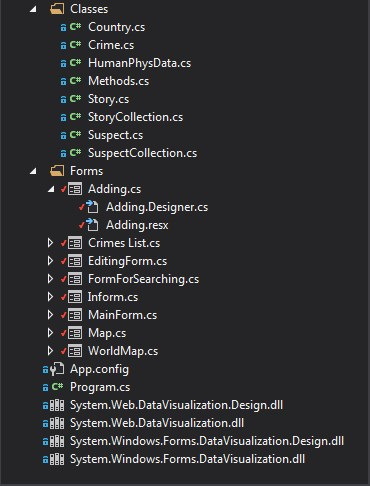 Classes
C# Country.cs
C# Crime.cs
C# HumanPhysData.cs
C# Methods.cs
C# Story.cs
C# StoryCollection.cs
C# Suspect.cs
C# SuspectCollection.cs
Forms
Adding.cs
Adding.Designer.cs
Adding.resx
Crimes List.cs
EditingForm.cs
FormForSearching.cs
Inform.cs
MainForm.cs
Map.cs
WorldMap.cs
App.config
C# Program.cs
System.Web.DataVisualization.Design.dll
System.Web.DataVisualization.dll
System.Windows.Forms.DataVisualization.Design.dll
System.Windows.Forms.DataVisualization.dll